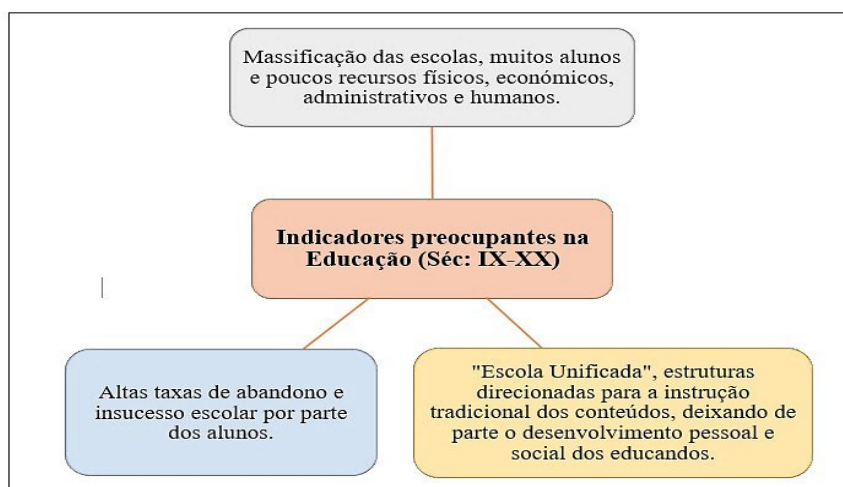 Massificação das escolas, muitos alunos
e poucos recursos físicos, económicos,
administrativos e humanos.
Indicadores preocupantes na
Educação (Séc: IX-XX)
Altas taxas de abandono e
insucesso escolar por parte
dos alunos.
"Escola Unificada", estruturas
direcionadas para a instrução
tradicional dos conteúdos, deixando de
parte o desenvolvimento pessoal e
social dos educandos.